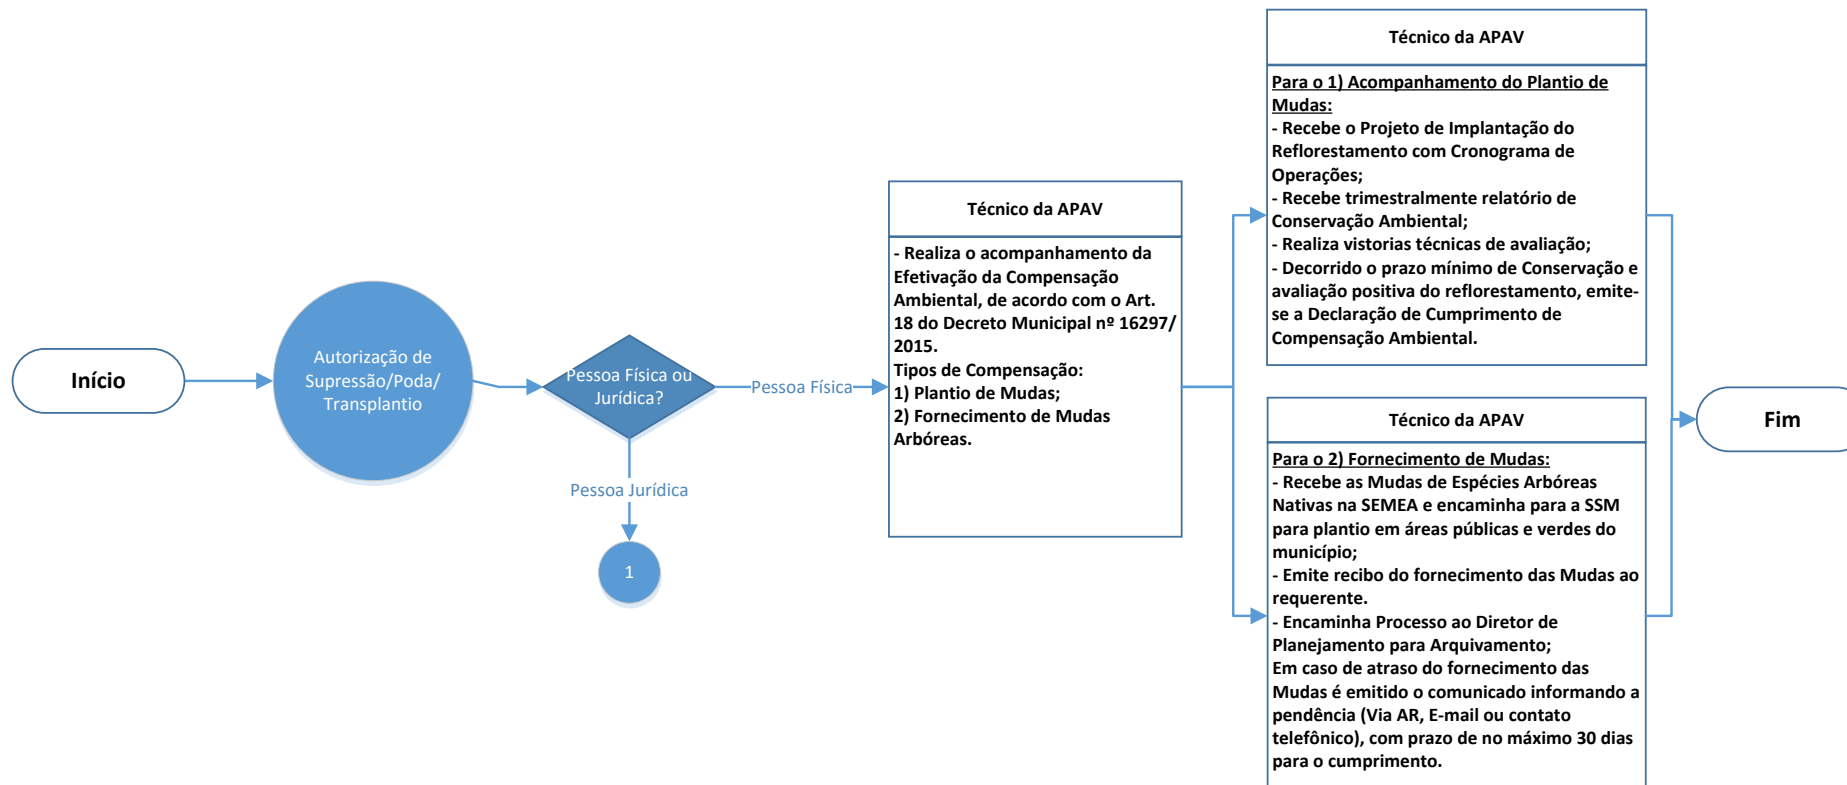 Início
Autorização de
Supressão/Poda/
Transplantio
Pessoa Física ou
Jurídica?
Pessoa Física
Pessoa Jurídica
1
Técnico da APAV
- Realiza o acompanhamento da
Efetivação da Compensação
Ambiental, de acordo com o Art.
18 do Decreto Municipal nº 16297/
2015.
Tipos de Compensação:
1) Plantio de Mudas;
2) Fornecimento de Mudas
Arbóreas.
Técnico da APAV
Para o 1) Acompanhamento do Plantio de
Mudas:
- Recebe o Projeto de Implantação do
Reflorestamento com Cronograma de
Operações;
- Recebe trimestralmente relatório de
Conservação Ambiental;
- Realiza vistorias técnicas de avaliação;
- Decorrido o prazo mínimo de Conservação e
avaliação positiva do reflorestamento, emite-
se a Declaração de Cumprimento de
Compensação Ambiental.
Técnico da APAV
Para o 2) Fornecimento de Mudas:
- Recebe as Mudas de Espécies Arbóreas
Nativas na SEMEA e encaminha para a SSM
para plantio em áreas públicas e verdes do
município;
- Emite recibo do fornecimento das Mudas ao
requerente.
- Encaminha Processo ao Diretor de
Planejamento para Arquivamento;
Em caso de atraso do fornecimento das
Mudas é emitido o comunicado informando a
pendência (Via AR, E-mail ou contato
telefônico), com prazo de no máximo 30 dias
para o cumprimento.
Fim